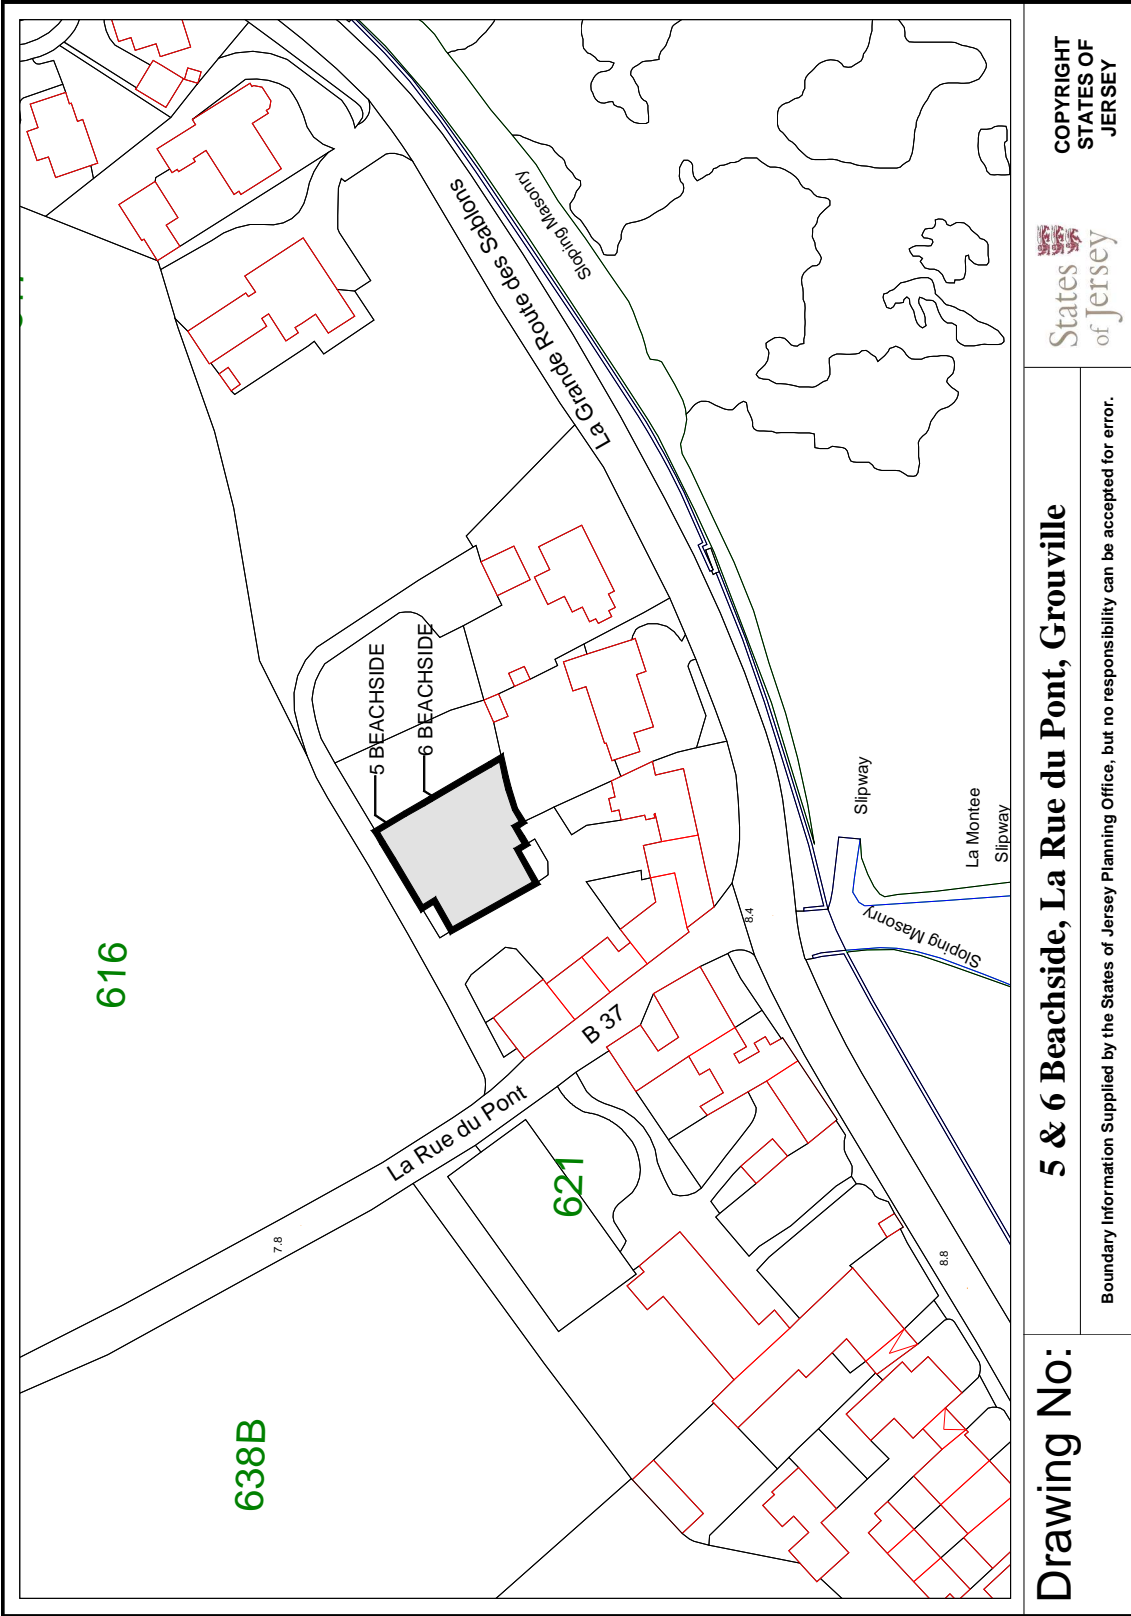 616
638B
621
5 BEACHSIDE
6 BEACHSIDE
La Grande Route des Sablons
Sloping Masonry
Sloping Masonry
La Rue du Pont
B 37
7.8
8.4
8.8
Slipway
La Montee
Slipway
Drawing No:
5 & 6 Beachside, La Rue du Pont, Grouville
Boundary Information Supplied by the States of Jersey Planning Office, but no responsibility can be accepted for error.
States
of Jersey
COPYRIGHT
STATES OF
JERSEY